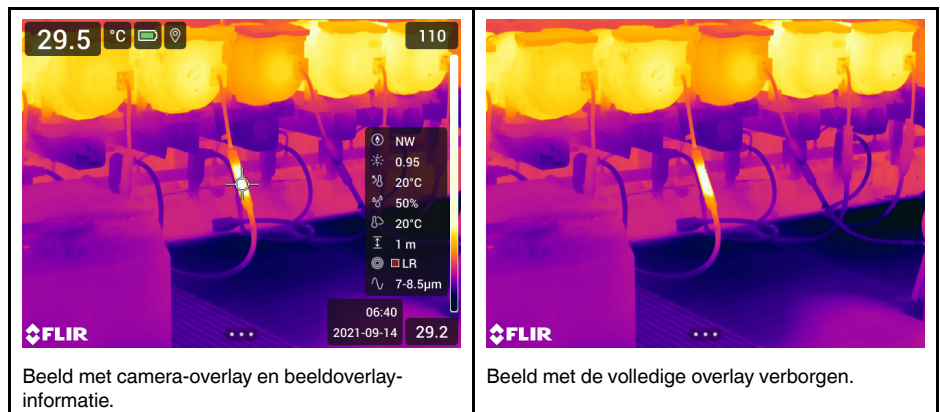 29.5 °C
110
NW
0.95
20°C
50%
20°C
1 m
LR
7-8.5µm
06:40
2021-09-14
29.2
FLIR
Beeld met camera-overlay en beeldoverlay-
informatie.
FLIR
Beeld met de volledige overlay verborgen.